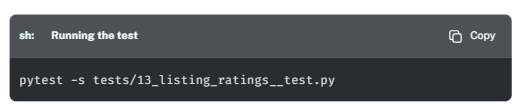 sh: Running the test Copy
pytest -s tests/13_listing_ratings__test.py